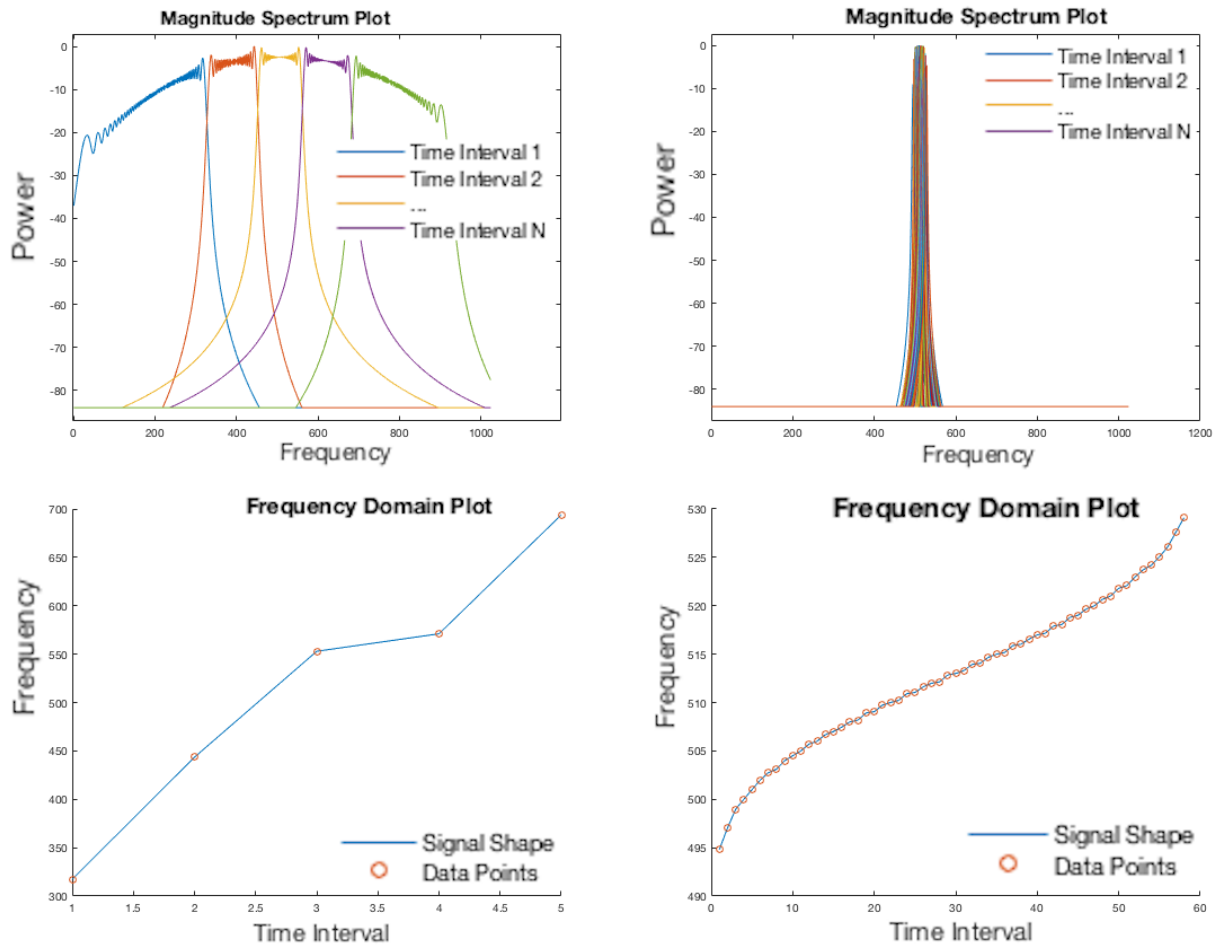 Magnitude Spectrum Plot
0
-10
-20
-30
-40
-50
-60
-70
-80
Power
Time Interval 1
Time Interval 2
...
Time Interval N
0 200 400 600 800 1000
Frequency
Magnitude Spectrum Plot
0
-10
-20
-30
-40
-50
-60
-70
-80
Power
Time Interval 1
Time Interval 2
...
Time Interval N
0 200 400 600 800 1000 1200
Frequency
Frequency Domain Plot
700
650
600
550
500
450
400
350
300
Frequency
Signal Shape
Data Points
1 1.5 2 2.5 3 3.5 4 4.5 5
Time Interval
Frequency Domain Plot
530
525
520
515
510
505
500
495
490
Frequency
Signal Shape
Data Points
0 10 20 30 40 50 60
Time Interval